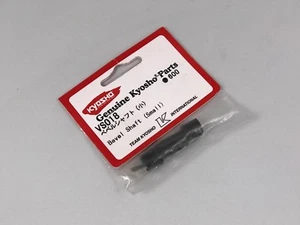 KYOSHO
Genuine Kyosho Parts
VS018
●600
ベベルシャフト(小)
Bevel Shaft (Small)
TEAM KYOSHO K INTERNATIONAL